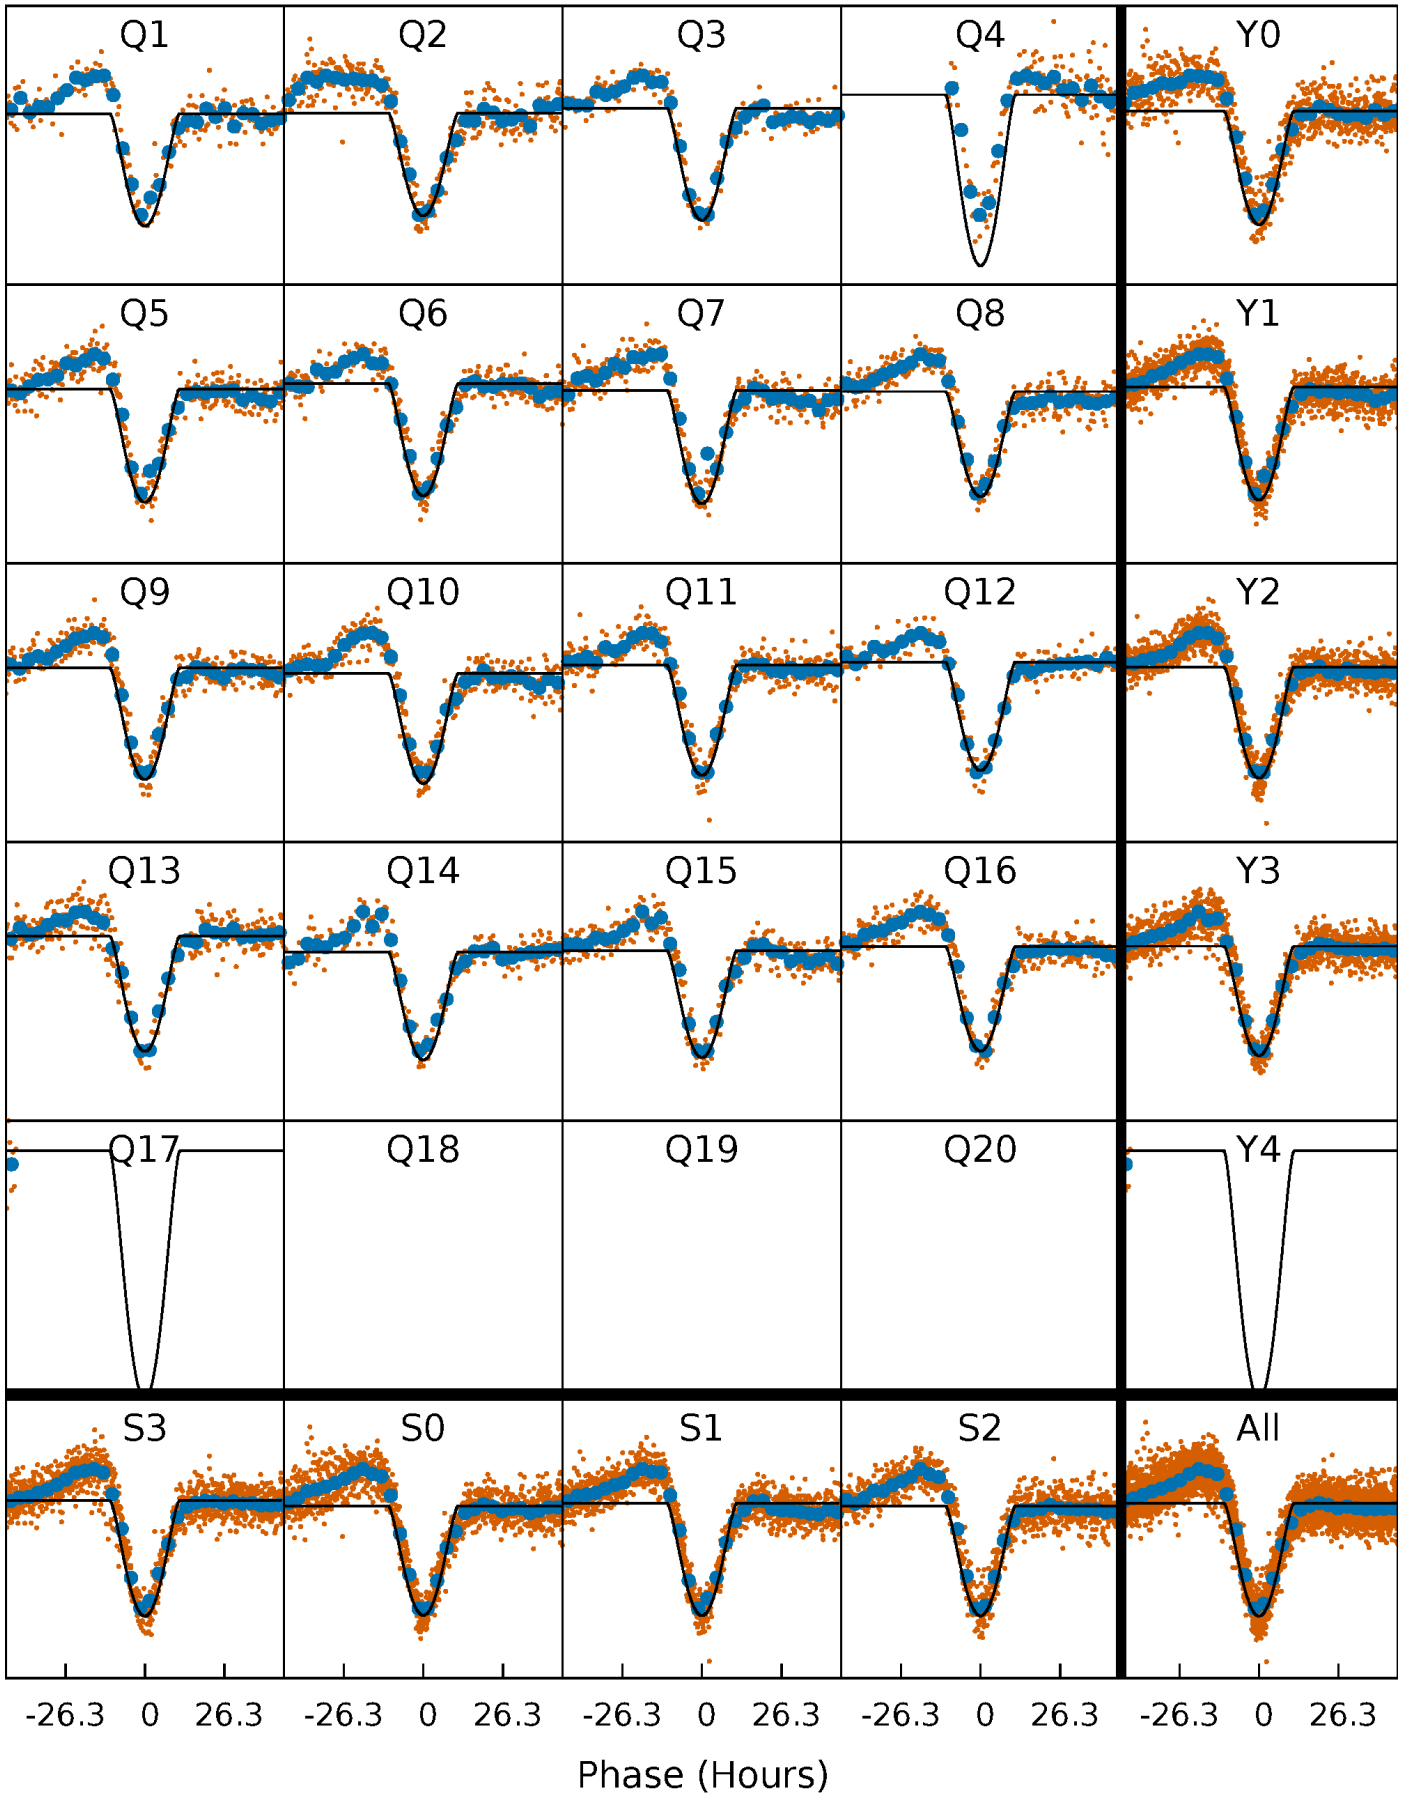 Q1 Q2 Q3 Q4 Y0
Q5 Q6 Q7 Q8 Y1
Q9 Q10 Q11 Q12 Y2
Q13 Q14 Q15 Q16 Y3
Q17 Q18 Q19 Q20 Y4
S3 S0 S1 S2 All
-26.3 0 26.3 -26.3 0 26.3 -26.3 0 26.3 -26.3 0 26.3 -26.3 0 26.3
Phase (Hours)